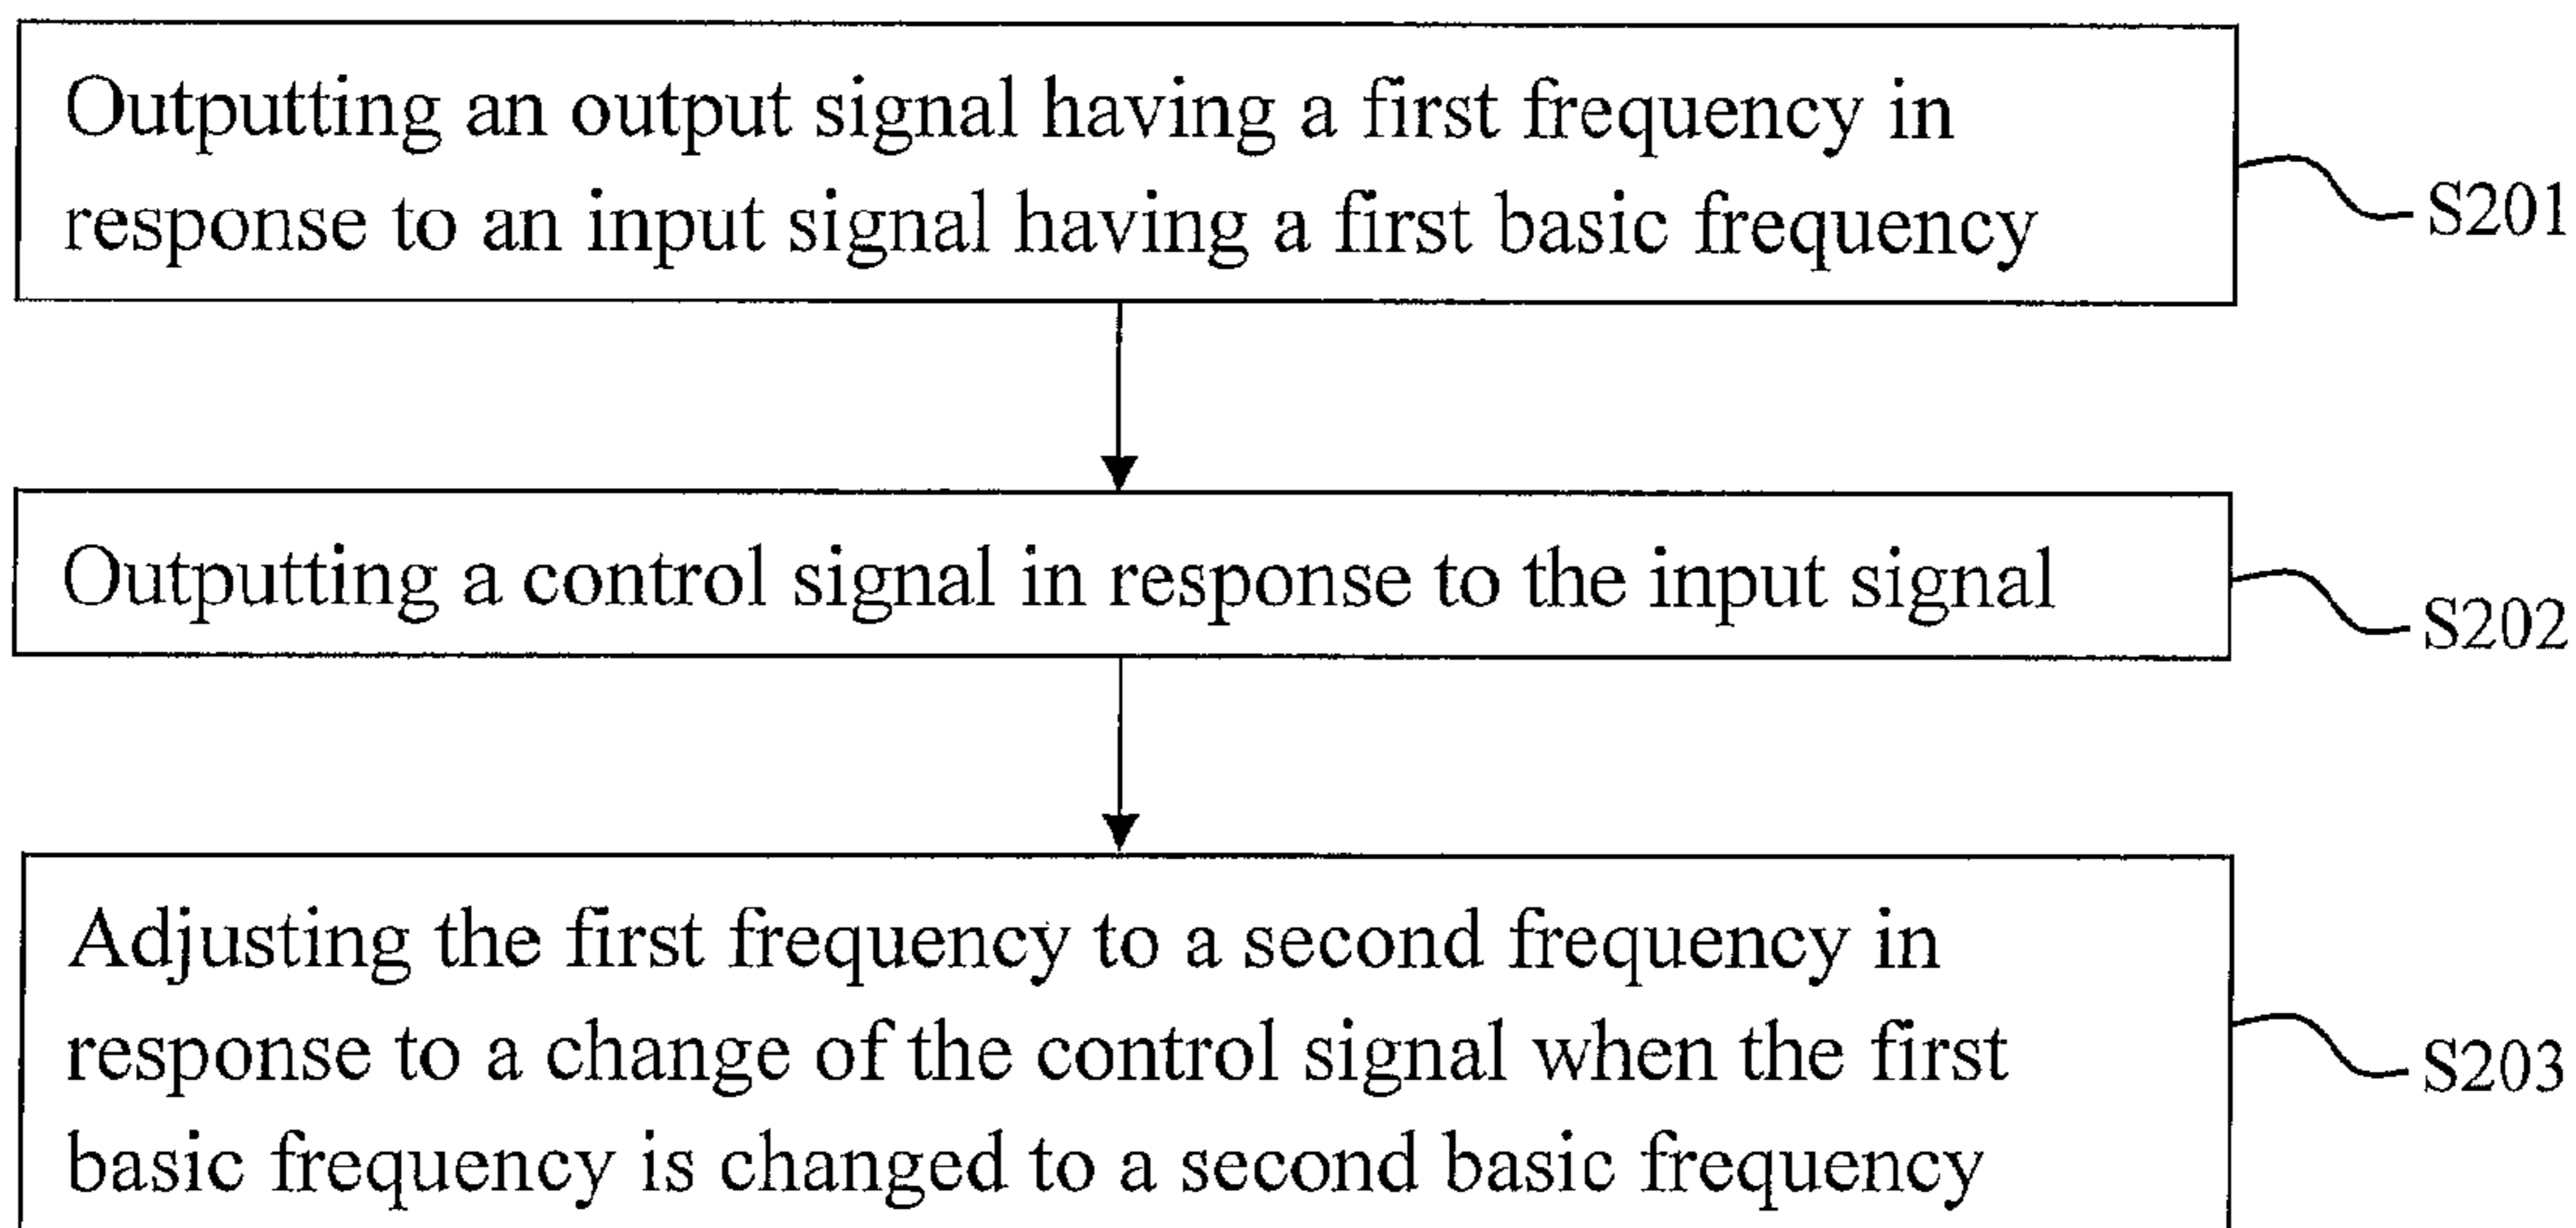 Outputting an output signal having a first frequency in
response to an input signal having a first basic frequency
S201
Outputting a control signal in response to the input signal
S202
Adjusting the first frequency to a second frequency in
response to a change of the control signal when the first
basic frequency is changed to a second basic frequency
S203